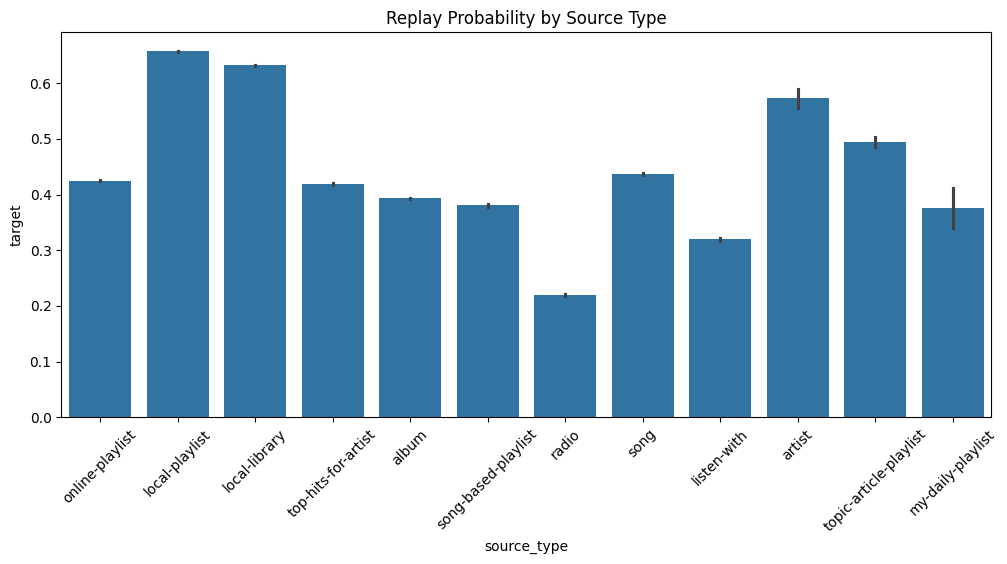 Replay Probability by Source Type
target
0.6
0.5
0.4
0.3
0.2
0.1
0.0
online-playlist
local-playlist
local-library
top-hits-for-artist
album
song-based-playlist
radio
song
listen-with
artist
topic-article-playlist
my-daily-playlist
source_type